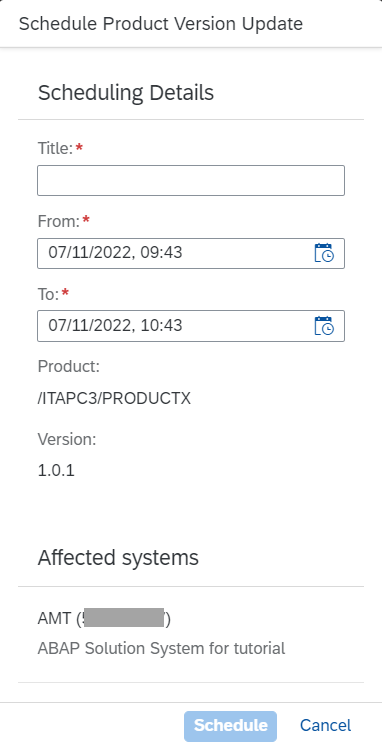 Schedule Product Version Update
Scheduling Details
Title:*
From:*
07/11/2022, 09:43
To:*
07/11/2022, 10:43
Product:
/ITAPC3/PRODUCTX
Version:
1.0.1
Affected systems
AMT ( )
ABAP Solution System for tutorial
Schedule Cancel